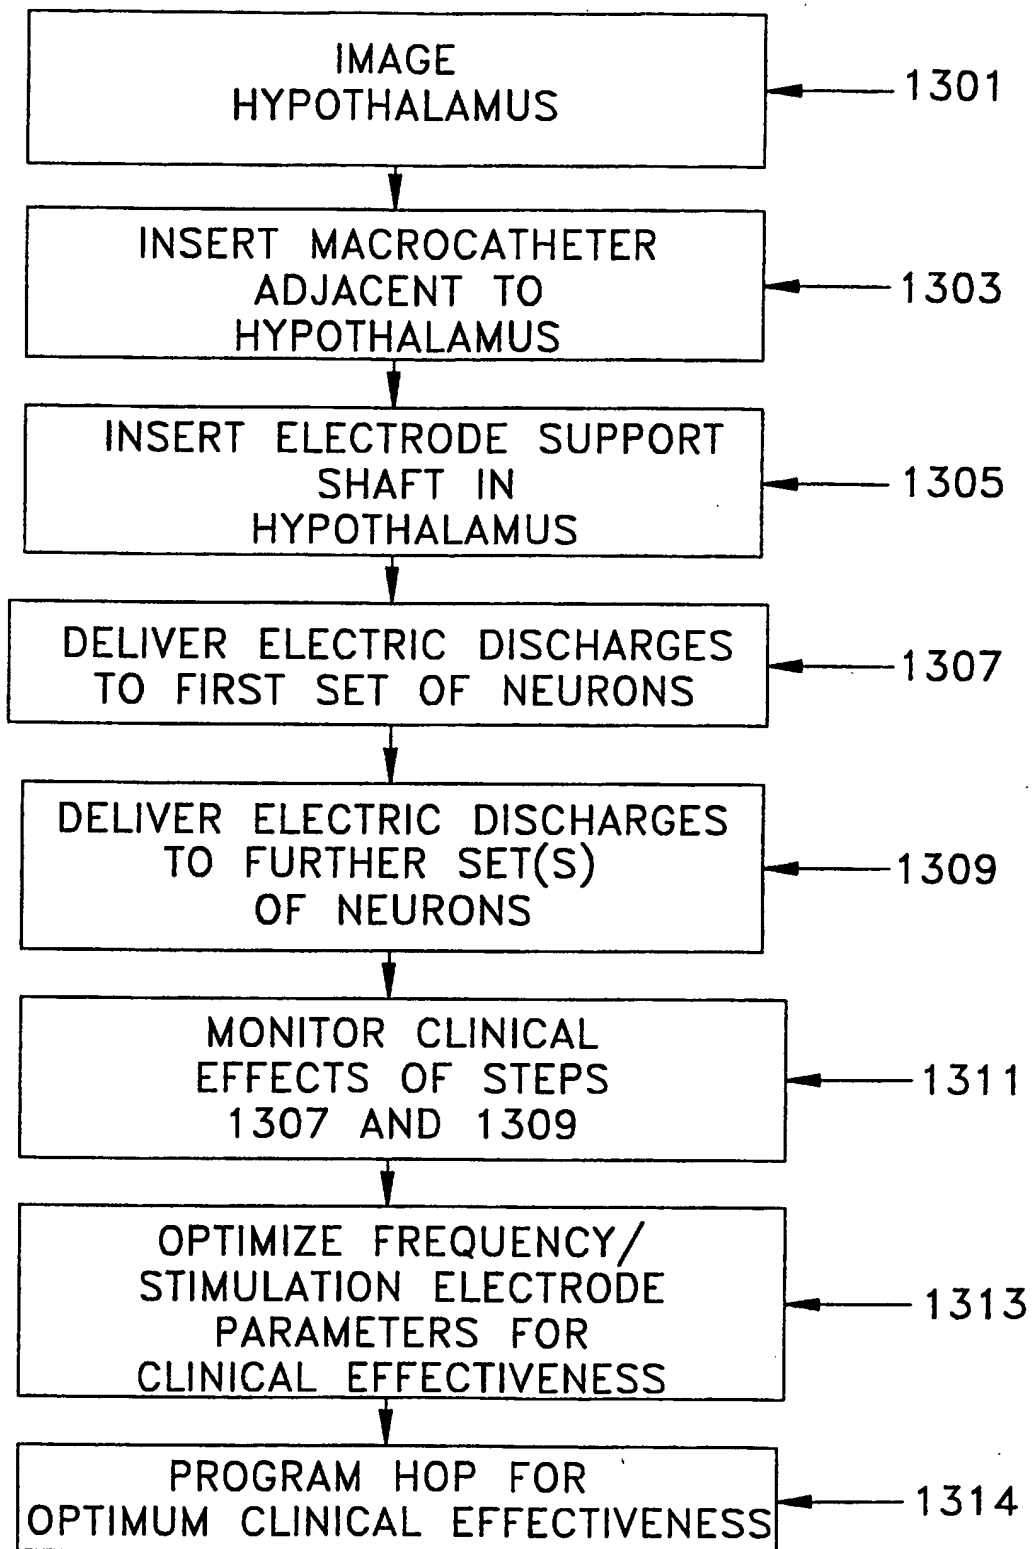 IMAGE
HYPOTHALAMUS
1301
INSERT MACROCATHETER
ADJACENT TO
HYPOTHALAMUS
1303
INSERT ELECTRODE SUPPORT
SHAFT IN
HYPOTHALAMUS
1305
DELIVER ELECTRIC DISCHARGES
TO FIRST SET OF NEURONS
1307
DELIVER ELECTRIC DISCHARGES
TO FURTHER SET(S)
OF NEURONS
1309
MONITOR CLINICAL
EFFECTS OF STEPS
1307 AND 1309
1311
OPTIMIZE FREQUENCY/
STIMULATION ELECTRODE
PARAMETERS FOR
CLINICAL EFFECTIVENESS
1313
PROGRAM HOP FOR
OPTIMUM CLINICAL EFFECTIVENESS
1314